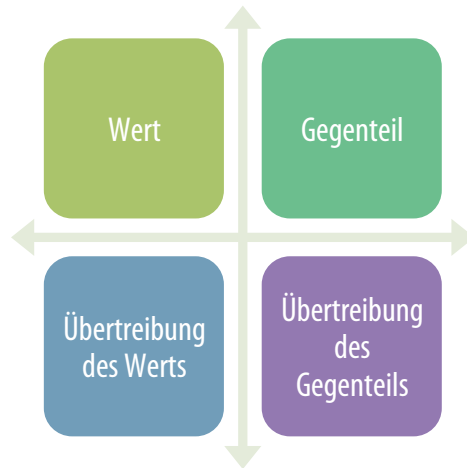 Wert
Gegenteil
Übertreibung
des Werts
Übertreibung
des
Gegenteils